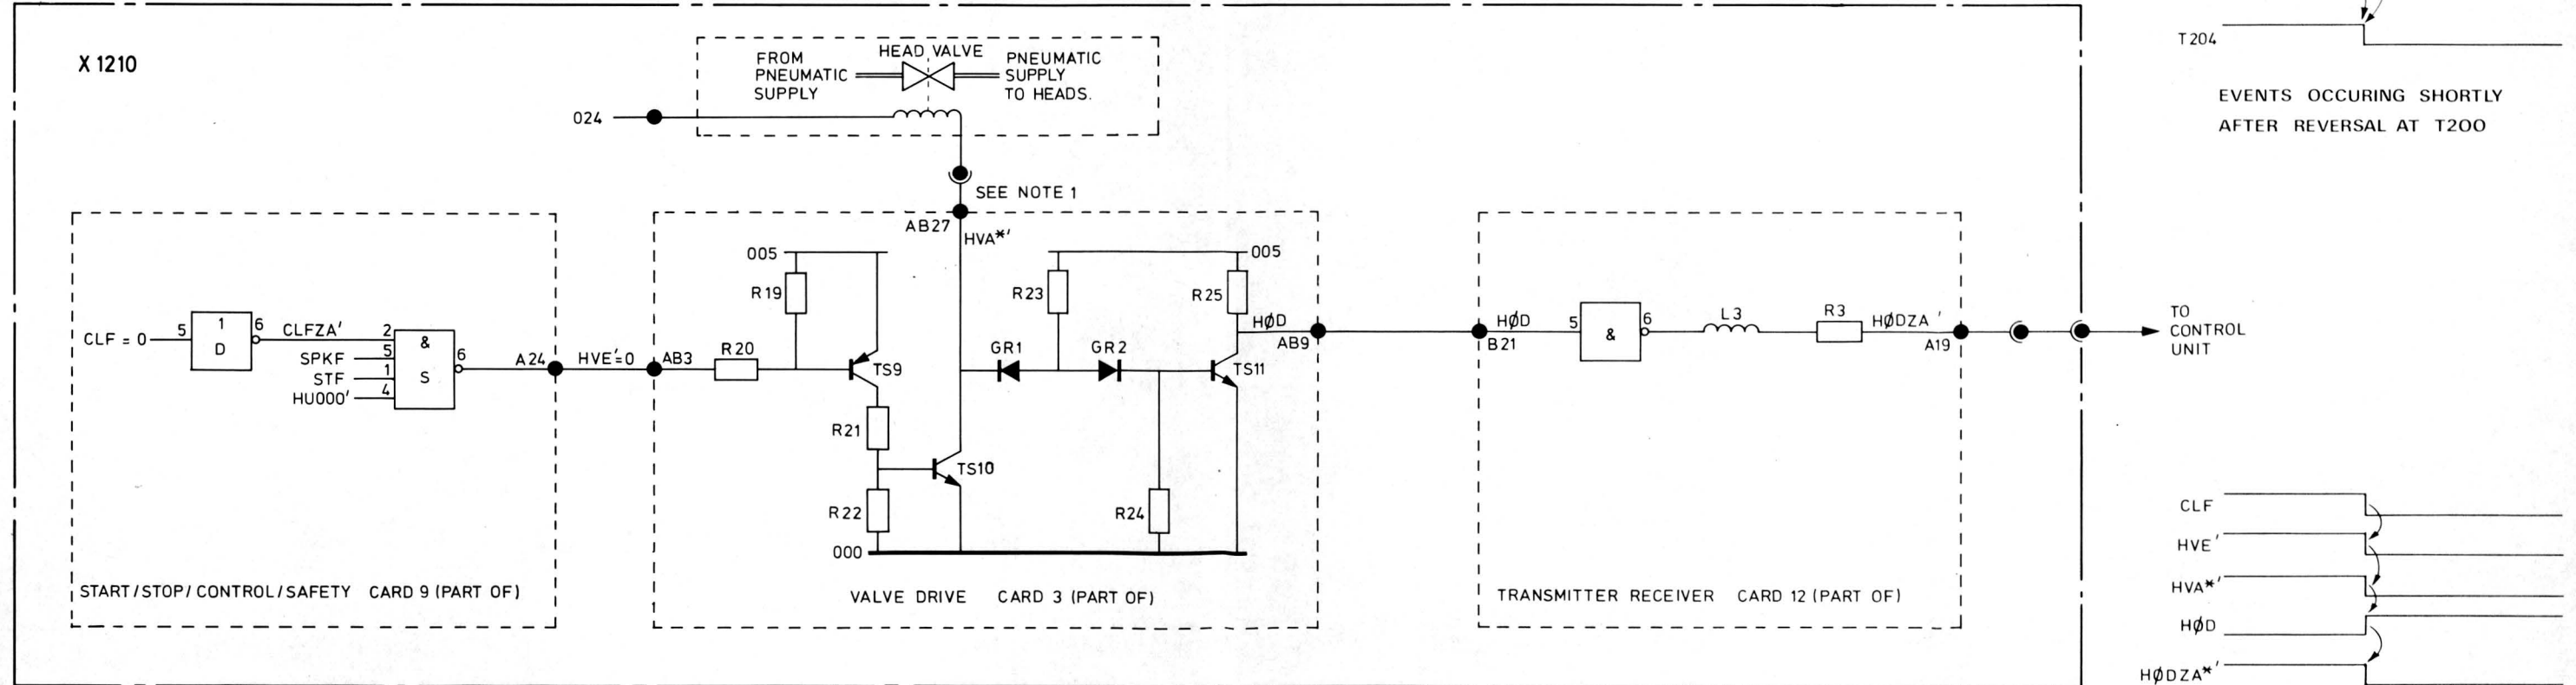 X 1210
FROM
PNEUMATIC
SUPPLY
HEAD VALVE
PNEUMATIC
SUPPLY
TO HEADS.
024
SEE NOTE 1
AB27
HVA*'
CLF = 0
5
1
D
6
CLFZA'
2
SPKF
5
STF
1
HU000'
4
&
S
6
A24
HVE'=0
AB3
R20
005
R19
TS9
R21
TS10
R22
000
GR1
R23
GR2
R24
005
R25
TS11
HØD
AB9
HØD
B21
5
&
6
L3
R3
HØDZA'
A19
TO
CONTROL
UNIT
START/STOP/CONTROL/SAFETY CARD 9 (PART OF)
VALVE DRIVE CARD 3 (PART OF)
TRANSMITTER RECEIVER CARD 12 (PART OF)
T204
EVENTS OCCURING SHORTLY
AFTER REVERSAL AT T200
CLF
HVE'
HVA*'
HØD
HØDZA*'